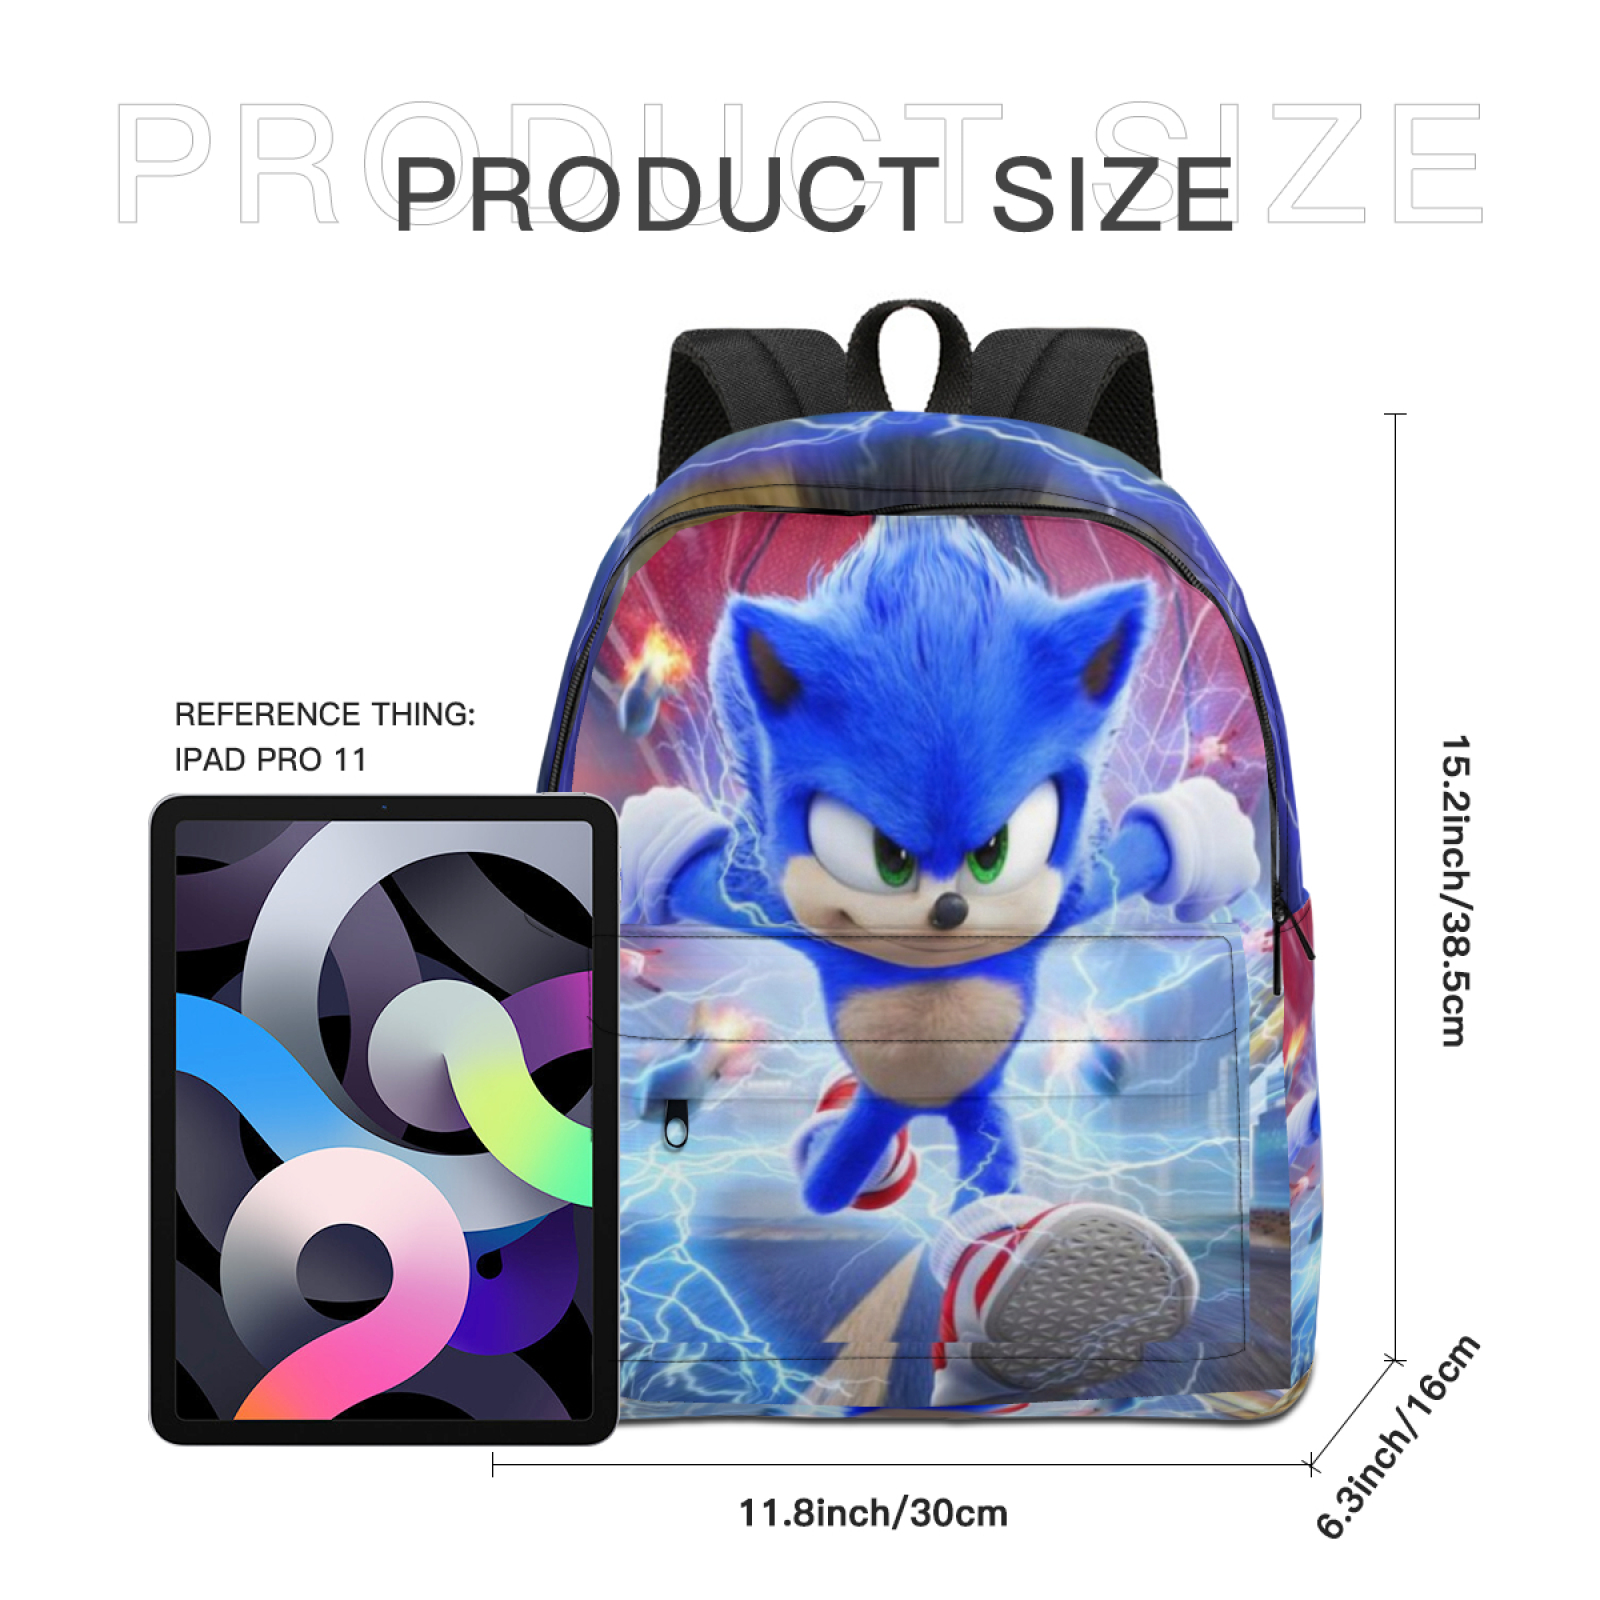 PRODUCT SIZE
PRODUCT SIZE
REFERENCE THING:
IPAD PRO 11
15.2inch/38.5cm
6.3inch/16cm
11.8inch/30cm